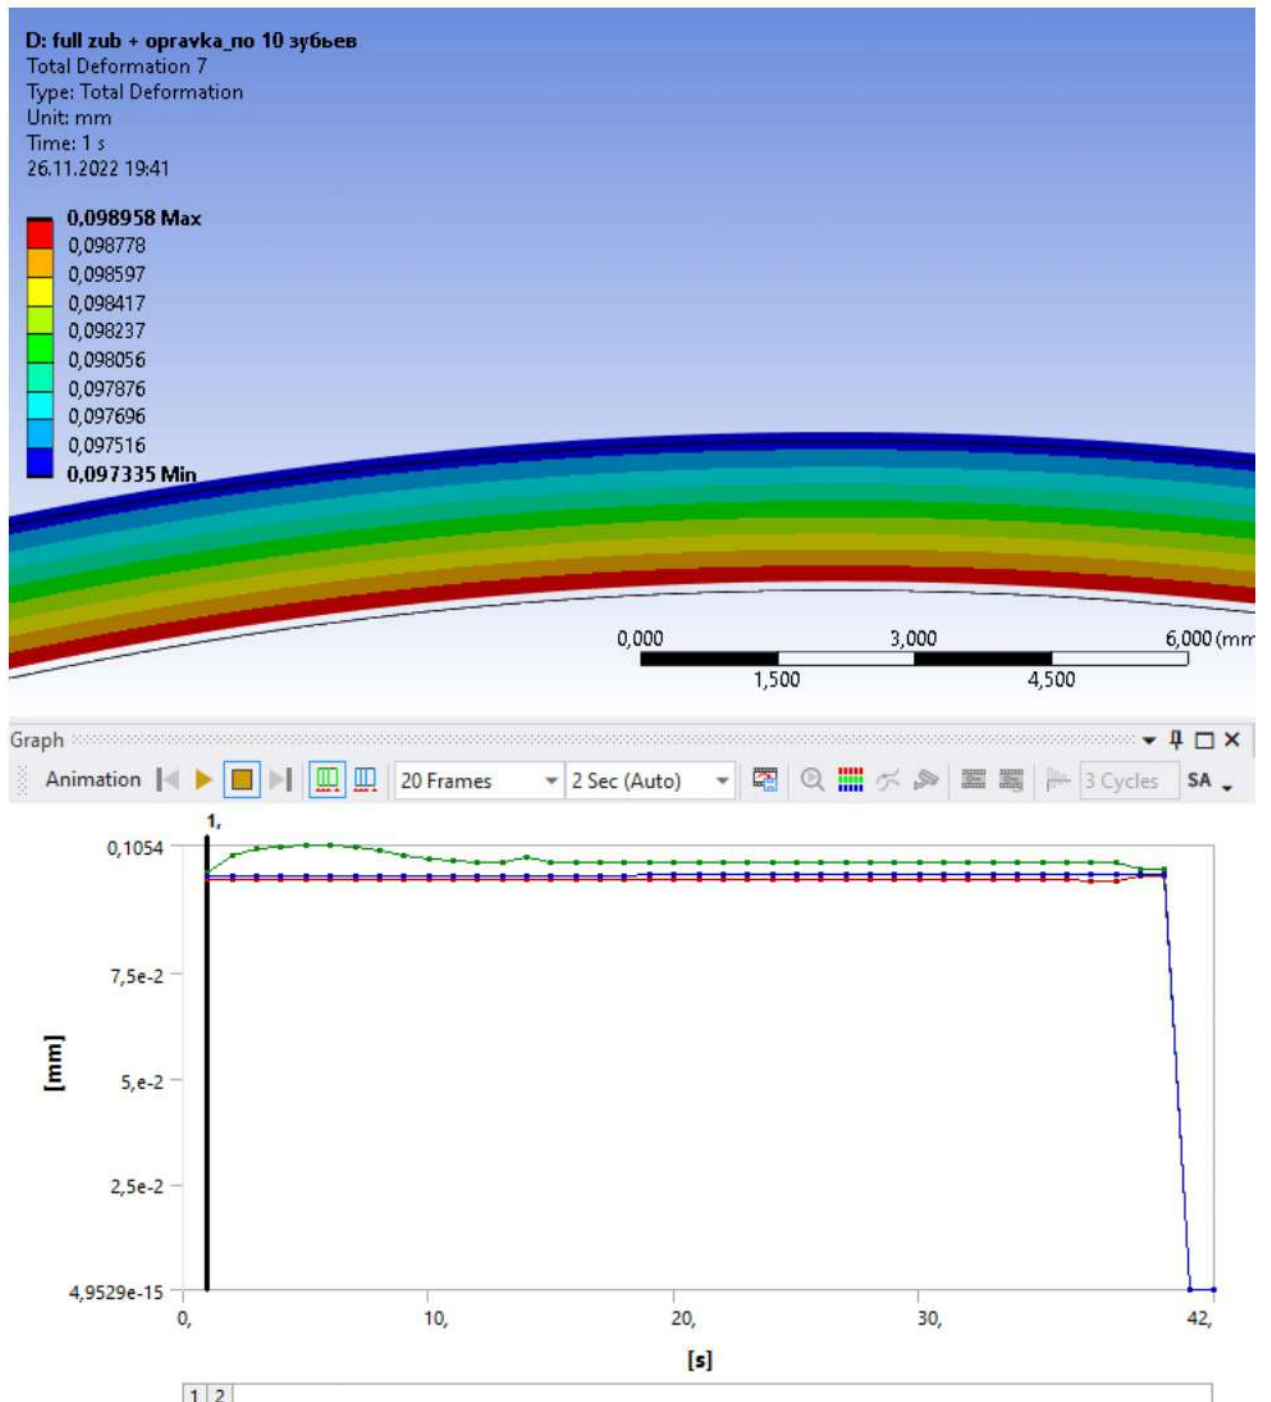 D: full zub + opravka_по 10 зубьев
Total Deformation 7
Type: Total Deformation
Unit: mm
Time: 1 s
26.11.2022 19:41
0,098958 Max
0,098778
0,098597
0,098417
0,098237
0,098056
0,097876
0,097696
0,097516
0,097335 Min
0,000 3,000 6,000 (mm
1,500 4,500
Graph
Animation 20 Frames 2 Sec (Auto) 3 Cycles SA
1,
0,1054
7,5e-2
5,e-2
2,5e-2
4,9529e-15
[mm]
0, 10, 20, 30, 42,
[s]
1 2